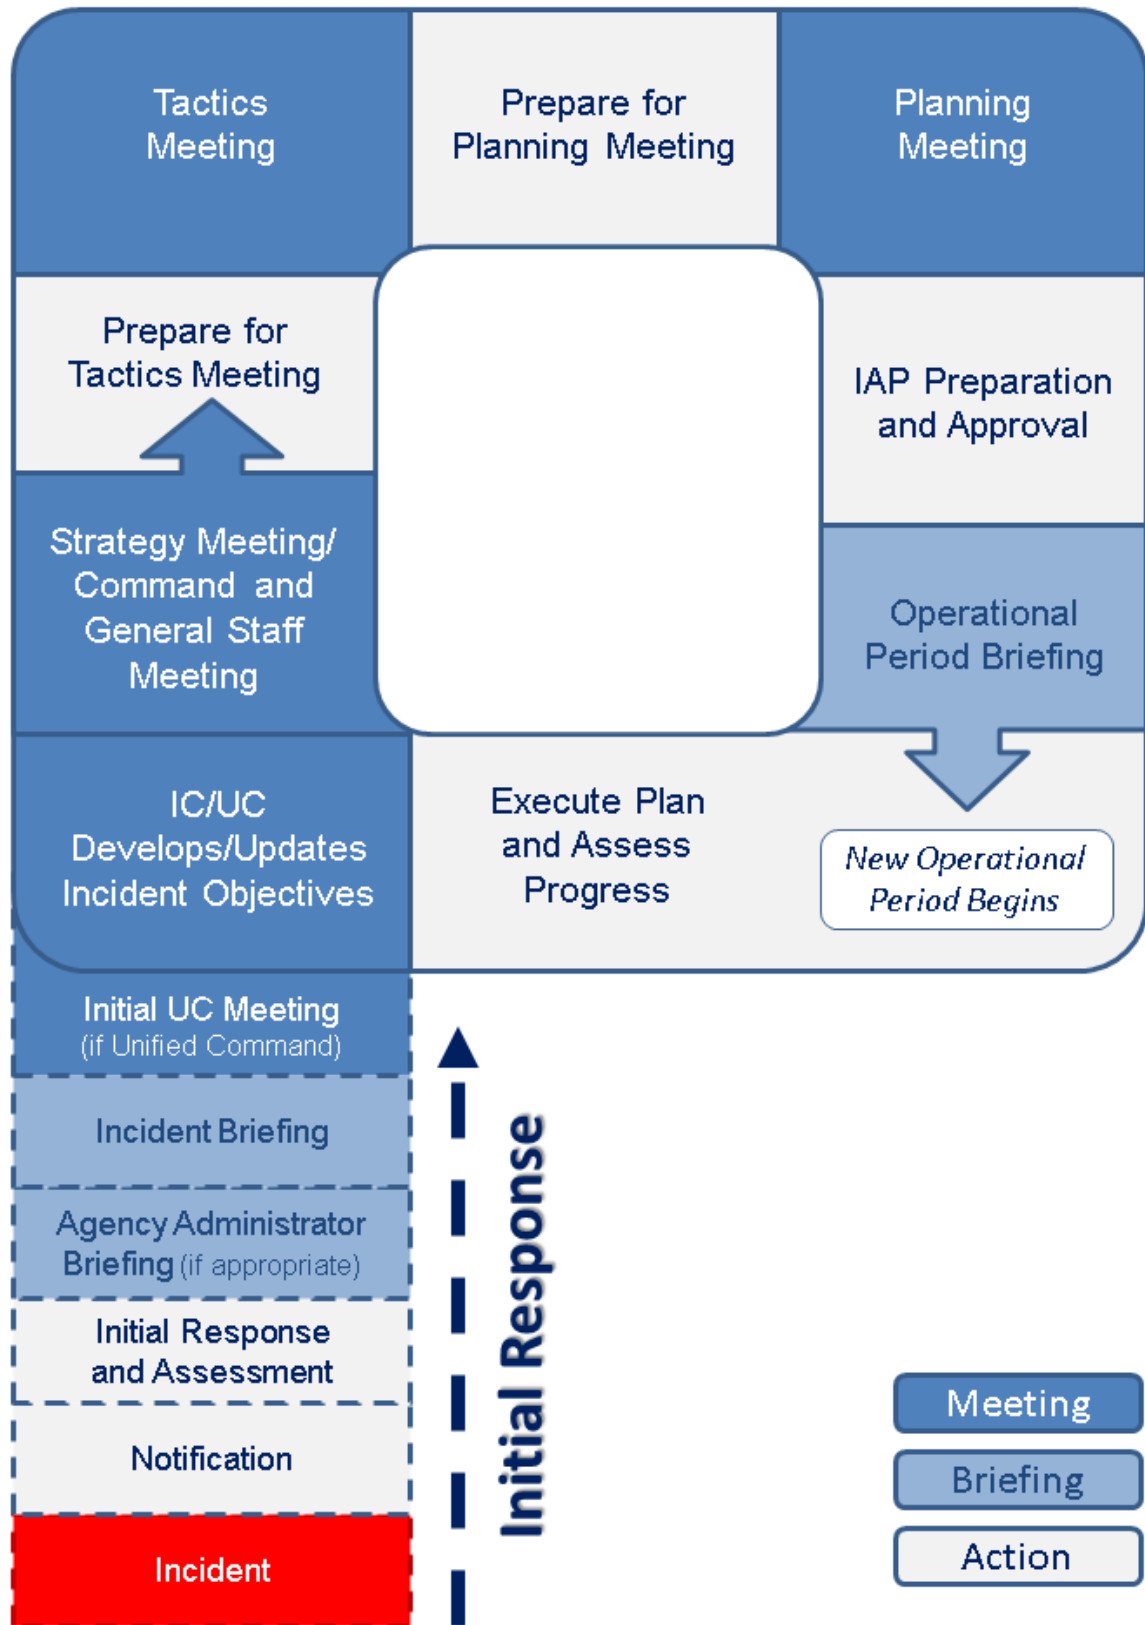 Tactics
Meeting
Prepare for
Planning Meeting
Planning
Meeting
Prepare for
Tactics Meeting
IAP Preparation
and Approval
Strategy Meeting/
Command and
General Staff
Meeting
Operational
Period Briefing
IC/UC
Develops/Updates
Incident Objectives
Execute Plan
and Assess
Progress
New Operational
Period Begins
Initial UC Meeting
(if Unified Command)
Incident Briefing
Agency Administrator
Briefing (if appropriate)
Initial Response
and Assessment
Notification
Incident
Initial Response
Meeting
Briefing
Action